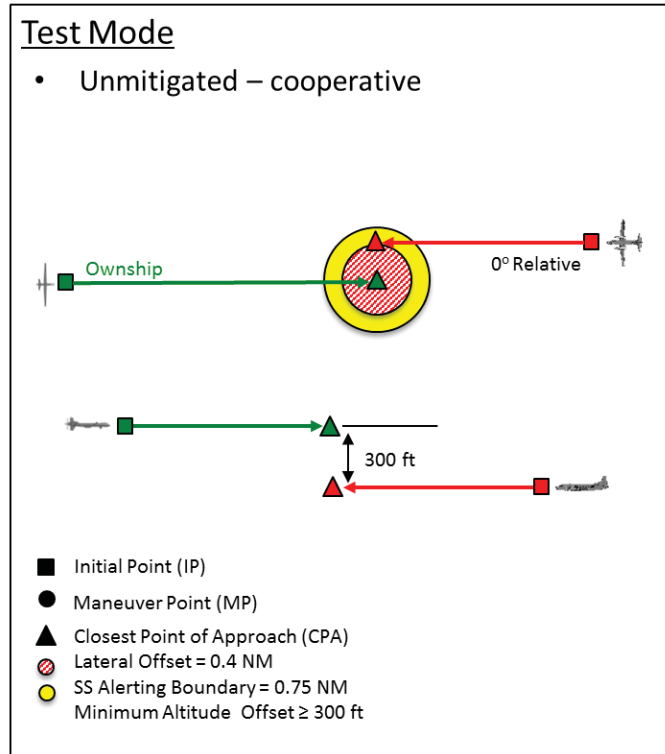 Test Mode
• Unmitigated – cooperative
Ownship
0° Relative
300 ft
Initial Point (IP)
Maneuver Point (MP)
Closest Point of Approach (CPA)
Lateral Offset = 0.4 NM
SS Alerting Boundary = 0.75 NM
Minimum Altitude Offset ≥ 300 ft